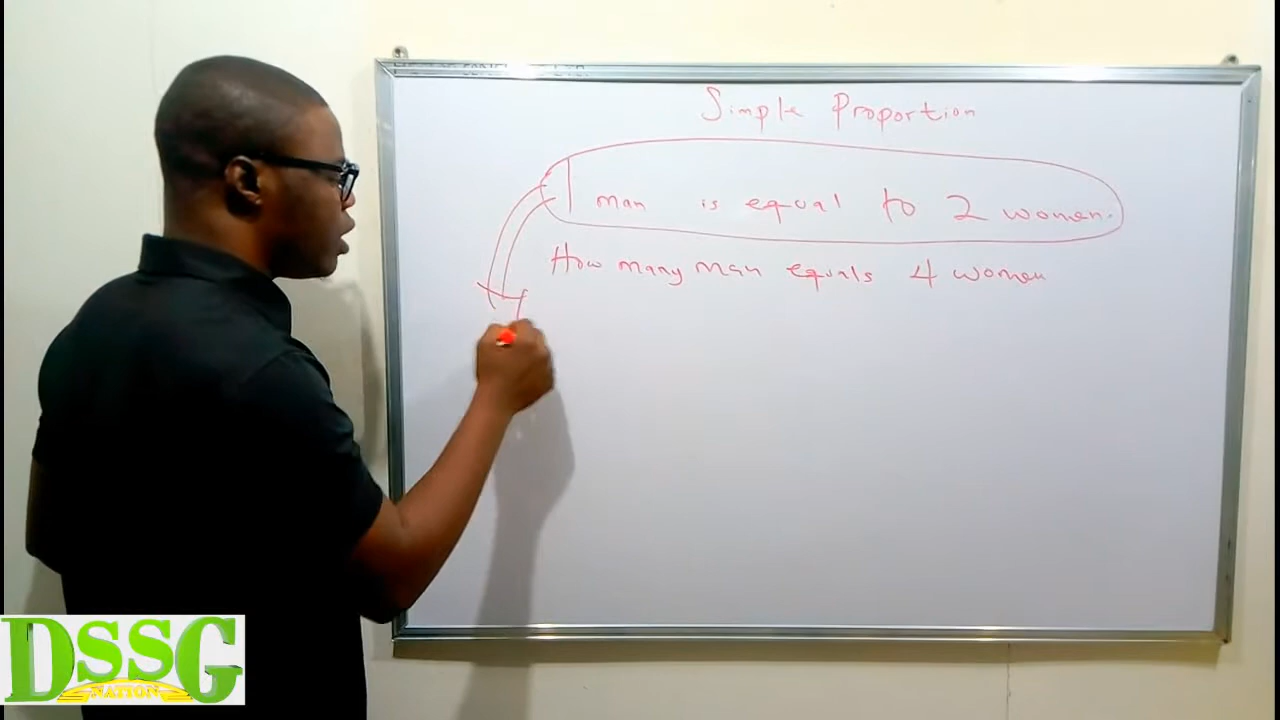 Simple Proportion
1 man is equal to 2 women.
How many man equals 4 women
DSSG
NATION